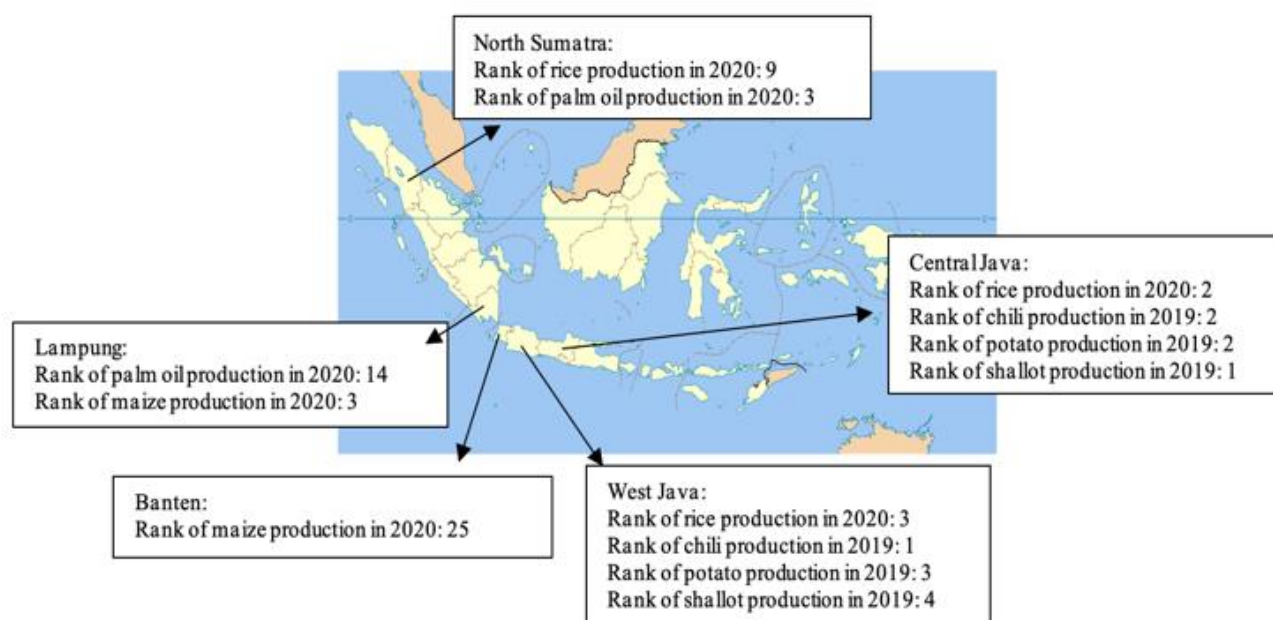 North Sumatra:
Rank of rice production in 2020: 9
Rank of palm oil production in 2020: 3
Central Java:
Rank of rice production in 2020: 2
Rank of chili production in 2019: 2
Rank of potato production in 2019: 2
Rank of shallot production in 2019: 1
Lampung:
Rank of palm oil production in 2020: 14
Rank of maize production in 2020: 3
Banten:
Rank of maize production in 2020: 25
West Java:
Rank of rice production in 2020: 3
Rank of chili production in 2019: 1
Rank of potato production in 2019: 3
Rank of shallot production in 2019: 4